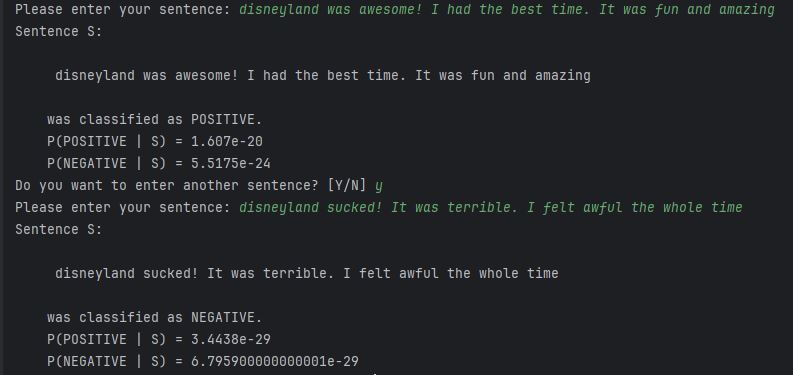 Please enter your sentence: disneyland was awesome! I had the best time. It was fun and amazing
Sentence S:
disneyland was awesome! I had the best time. It was fun and amazing
was classified as POSITIVE.
P(POSITIVE | S) = 1.607e-20
P(NEGATIVE | S) = 5.5175e-24
Do you want to enter another sentence? [Y/N] y
Please enter your sentence: disneyland sucked! It was terrible. I felt awful the whole time
Sentence S:
disneyland sucked! It was terrible. I felt awful the whole time
was classified as NEGATIVE.
P(POSITIVE | S) = 3.4438e-29
P(NEGATIVE | S) = 6.795900000000001e-29